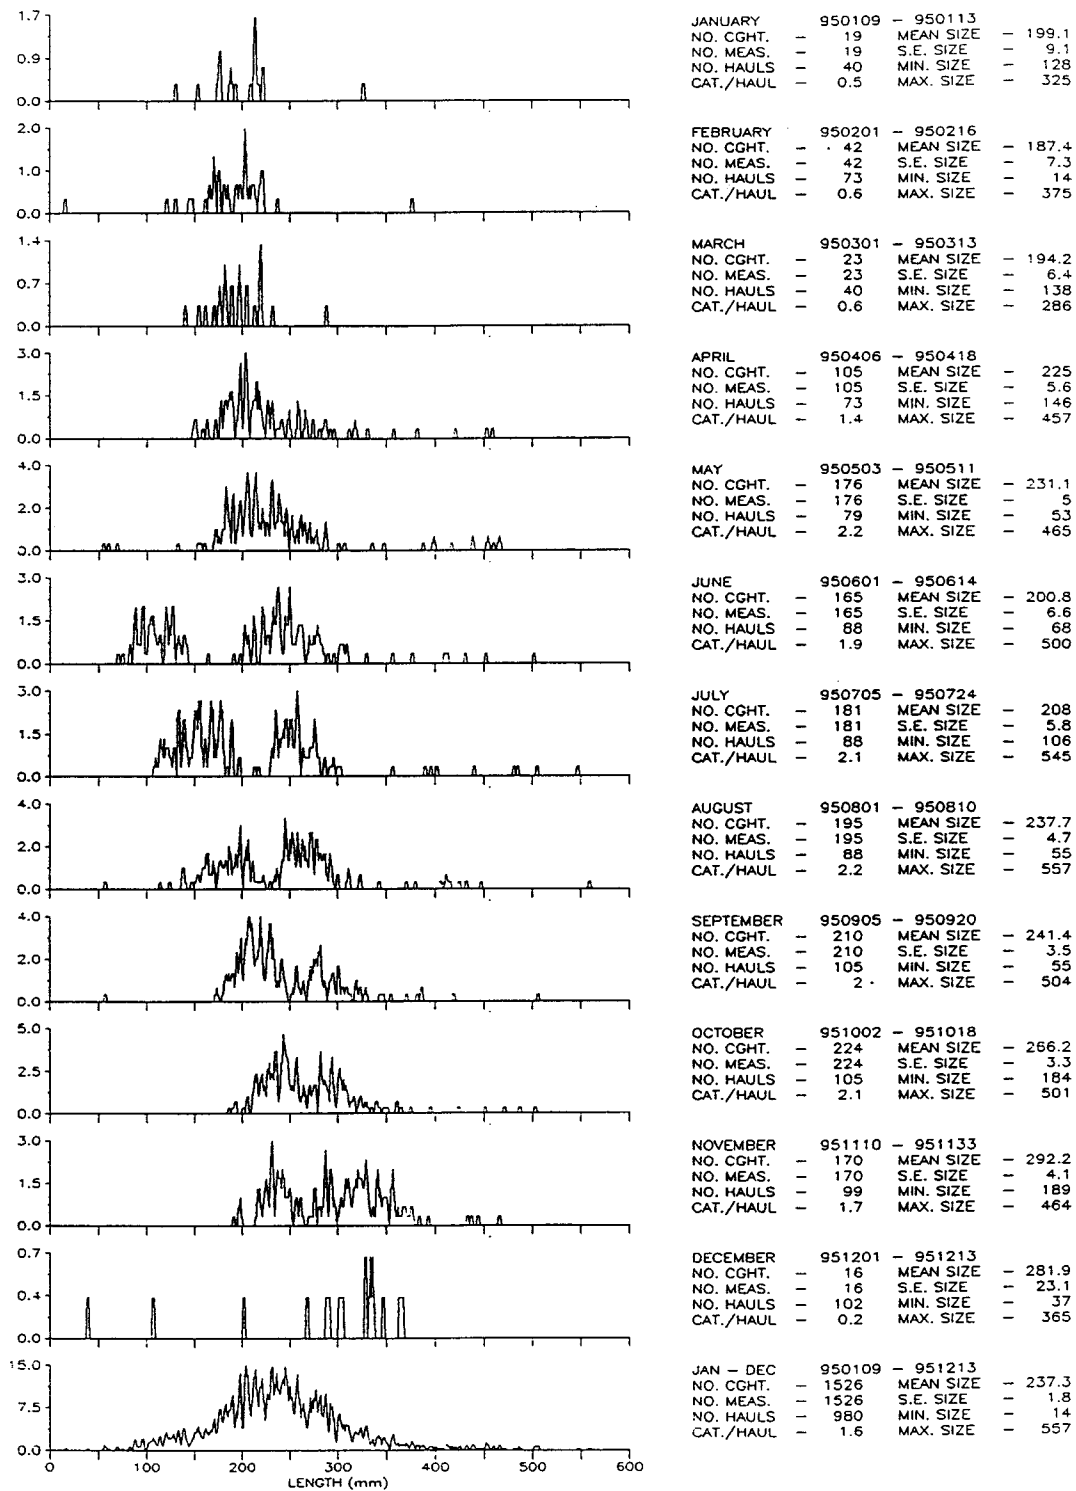 1.7
0.9
0.0
JANUARY 950109 - 950113
NO. CGHT. - 19 MEAN SIZE - 199.1
NO. MEAS. - 19 S.E. SIZE - 9.1
NO. HAULS - 40 MIN. SIZE - 128
CAT./HAUL - 0.5 MAX. SIZE - 325
2.0
1.0
0.0
FEBRUARY 950201 - 950216
NO. CGHT. - 42 MEAN SIZE - 187.4
NO. MEAS. - 42 S.E. SIZE - 7.3
NO. HAULS - 73 MIN. SIZE - 14
CAT./HAUL - 0.6 MAX. SIZE - 375
1.4
0.7
0.0
MARCH 950301 - 950313
NO. CGHT. - 23 MEAN SIZE - 194.2
NO. MEAS. - 23 S.E. SIZE - 6.4
NO. HAULS - 40 MIN. SIZE - 138
CAT./HAUL - 0.6 MAX. SIZE - 286
3.0
1.5
0.0
APRIL 950406 - 950418
NO. CGHT. - 105 MEAN SIZE - 225
NO. MEAS. - 105 S.E. SIZE - 5.6
NO. HAULS - 73 MIN. SIZE - 146
CAT./HAUL - 1.4 MAX. SIZE - 457
4.0
2.0
0.0
MAY 950503 - 950511
NO. CGHT. - 176 MEAN SIZE - 231.1
NO. MEAS. - 176 S.E. SIZE - 5
NO. HAULS - 79 MIN. SIZE - 53
CAT./HAUL - 2.2 MAX. SIZE - 465
3.0
1.5
0.0
JUNE 950601 - 950614
NO. CGHT. - 165 MEAN SIZE - 200.8
NO. MEAS. - 165 S.E. SIZE - 6.6
NO. HAULS - 88 MIN. SIZE - 68
CAT./HAUL - 1.9 MAX. SIZE - 500
3.0
1.5
0.0
JULY 950705 - 950724
NO. CGHT. - 181 MEAN SIZE - 208
NO. MEAS. - 181 S.E. SIZE - 5.8
NO. HAULS - 88 MIN. SIZE - 106
CAT./HAUL - 2.1 MAX. SIZE - 545
4.0
2.0
0.0
AUGUST 950801 - 950810
NO. CGHT. - 195 MEAN SIZE - 237.7
NO. MEAS. - 195 S.E. SIZE - 4.7
NO. HAULS - 88 MIN. SIZE - 55
CAT./HAUL - 2.2 MAX. SIZE - 557
4.0
2.0
0.0
SEPTEMBER 950905 - 950920
NO. CGHT. - 210 MEAN SIZE - 241.4
NO. MEAS. - 210 S.E. SIZE - 3.5
NO. HAULS - 105 MIN. SIZE - 55
CAT./HAUL - 2 MAX. SIZE - 504
5.0
2.5
0.0
OCTOBER 951002 - 951018
NO. CGHT. - 224 MEAN SIZE - 266.2
NO. MEAS. - 224 S.E. SIZE - 3.3
NO. HAULS - 105 MIN. SIZE - 184
CAT./HAUL - 2.1 MAX. SIZE - 501
3.0
1.5
0.0
NOVEMBER 951110 - 951133
NO. CGHT. - 170 MEAN SIZE - 292.2
NO. MEAS. - 170 S.E. SIZE - 4.1
NO. HAULS - 99 MIN. SIZE - 189
CAT./HAUL - 1.7 MAX. SIZE - 464
0.7
0.4
0.0
DECEMBER 951201 - 951213
NO. CGHT. - 16 MEAN SIZE - 281.9
NO. MEAS. - 16 S.E. SIZE - 23.1
NO. HAULS - 102 MIN. SIZE - 37
CAT./HAUL - 0.2 MAX. SIZE - 365
15.0
7.5
0.0
JAN - DEC 950109 - 951213
NO. CGHT. - 1526 MEAN SIZE - 237.3
NO. MEAS. - 1526 S.E. SIZE - 1.8
NO. HAULS - 980 MIN. SIZE - 14
CAT./HAUL - 1.6 MAX. SIZE - 557
0 100 200 300 400 500 600
LENGTH (mm)